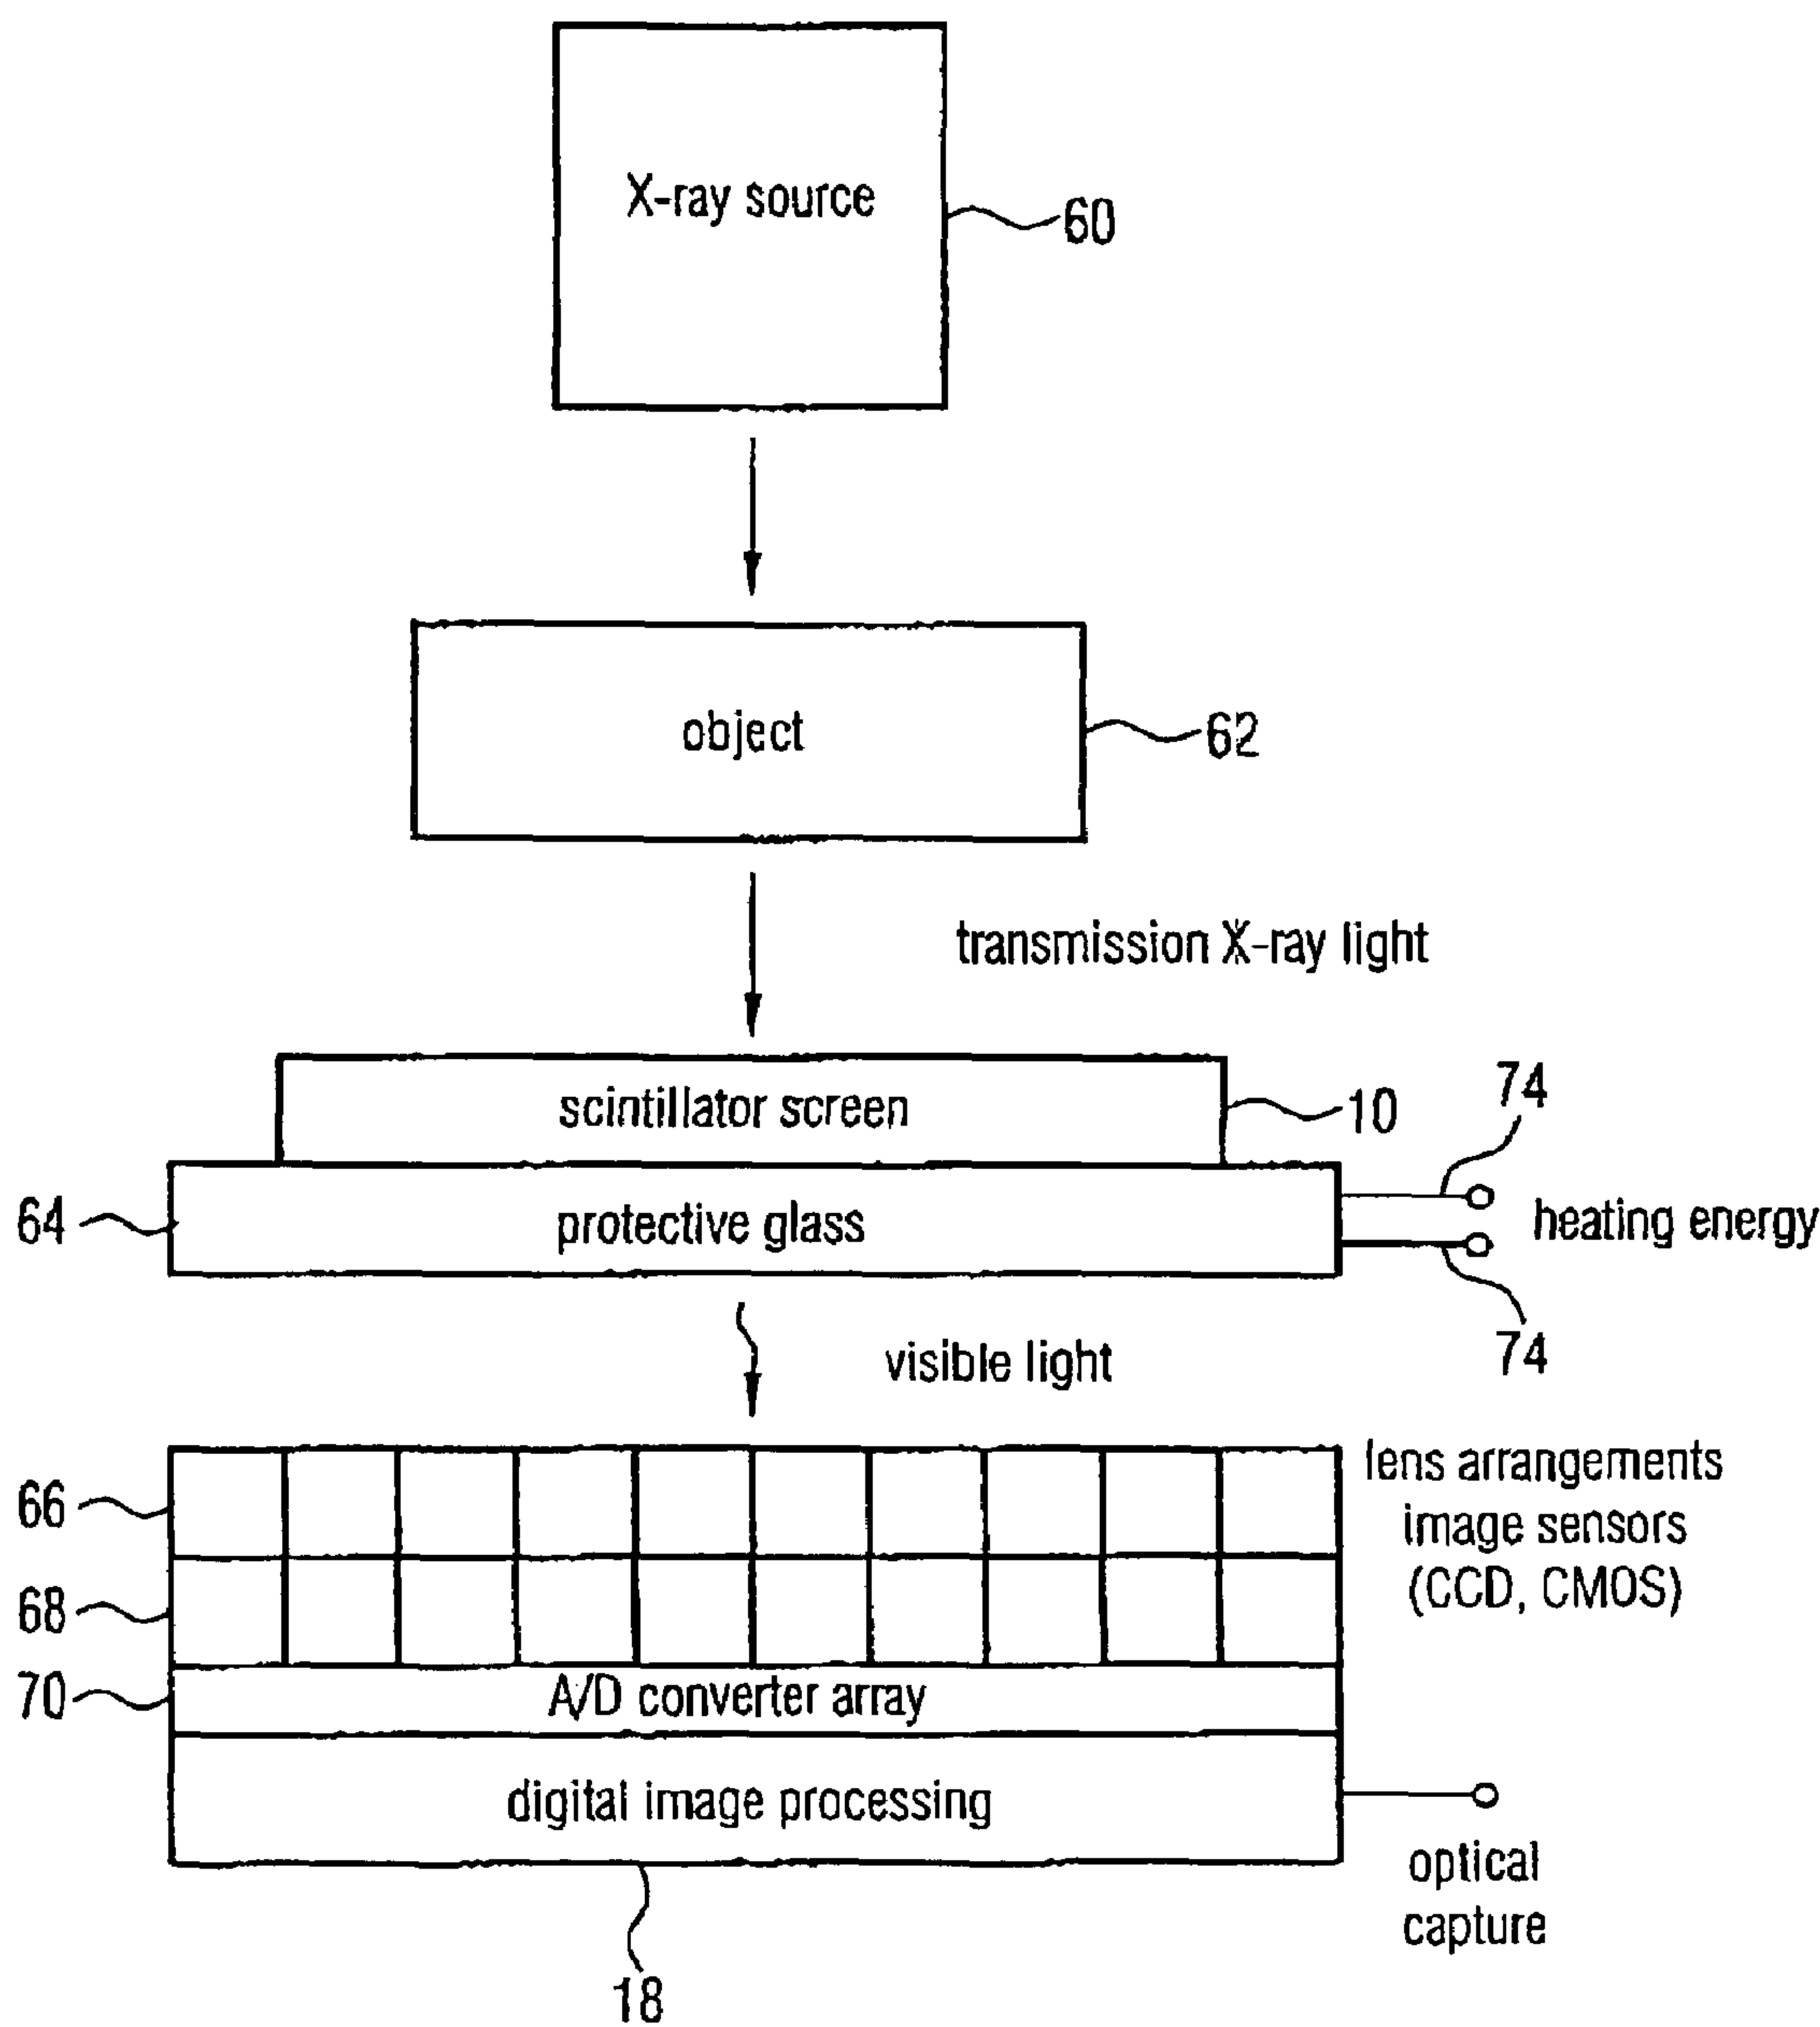 X-ray source
60
object
62
transmission X-ray light
scintillator screen
10
74
64
protective glass
heating energy
74
visible light
66
lens arrangements
image sensors
(CCD, CMOS)
68
70
A/D converter array
digital image processing
optical
capture
18